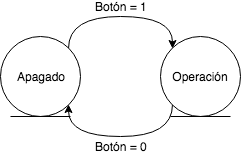 Botón = 1
Apagado
Operación
Botón = 0